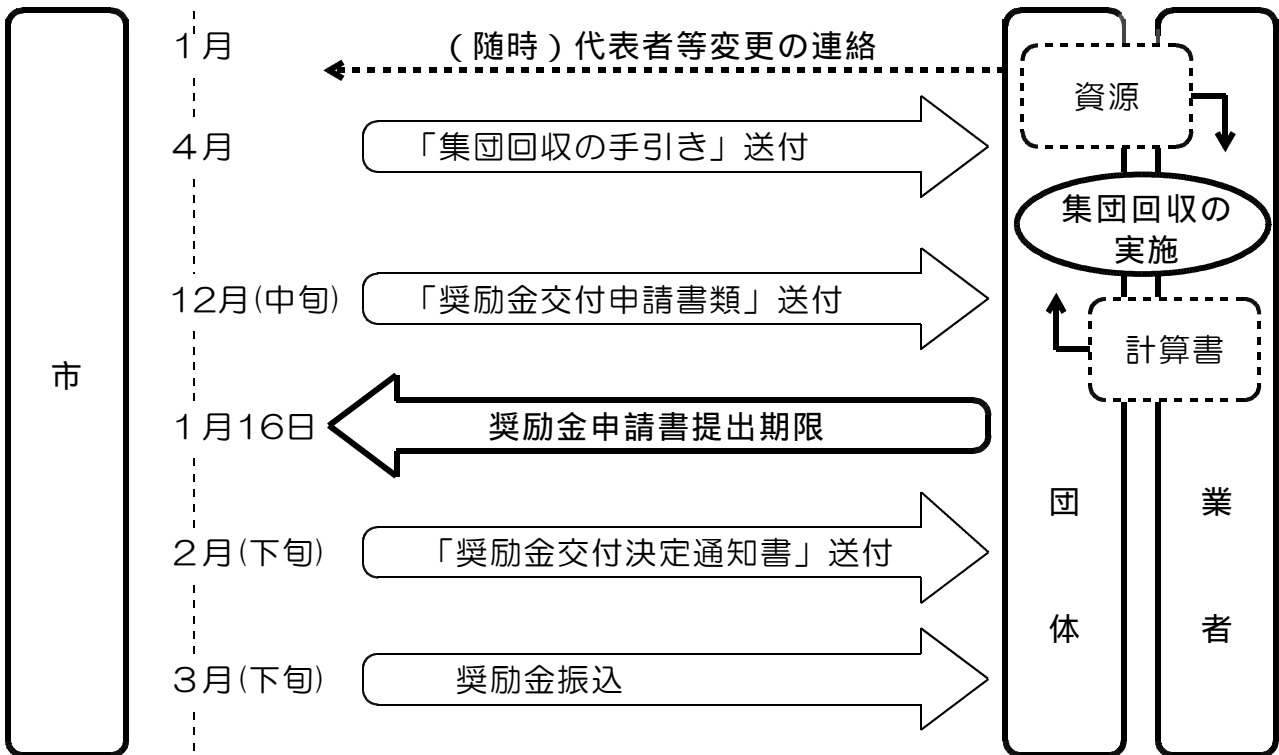 1月
(随時)代表者等変更の連絡
資源
4月
「集団回収の手引き」送付
集団回収の
実施
12月(中旬)
「奨励金交付申請書類」送付
計算書
市
1月16日
奨励金申請書提出期限
団体
業者
2月(下旬)
「奨励金交付決定通知書」送付
3月(下旬)
奨励金振込